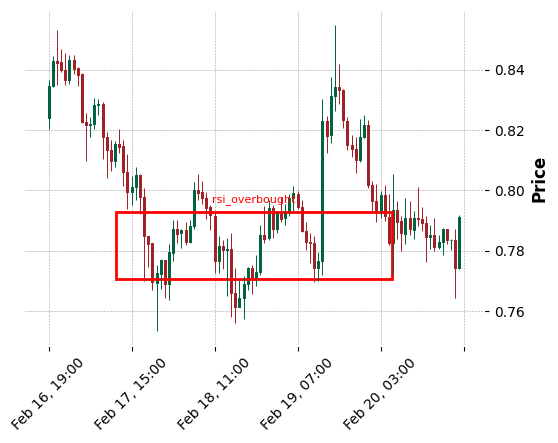 rsi_overbought
0.84
0.82
0.80
0.78
0.76
Price
Feb 16, 19:00
Feb 17, 15:00
Feb 18, 11:00
Feb 19, 07:00
Feb 20, 03:00